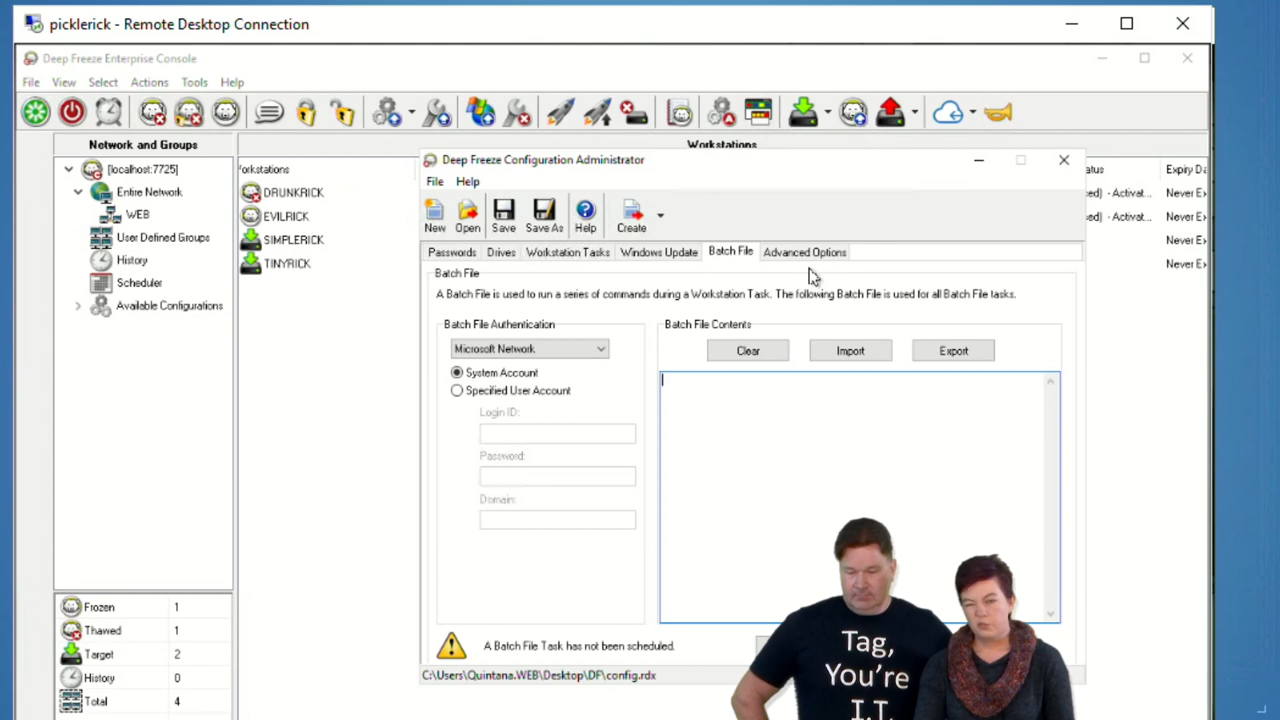 picklerick - Remote Desktop Connection
Deep Freeze Enterprise Console
File View Select Actions Tools Help
Network and Groups
Workstations
[localhost:7725]
Entire Network
WEB
User Defined Groups
History
Scheduler
Available Configurations
orkstations
DRUNKRICK
EVILRICK
SIMPLERICK
TINYRICK
atus
Expiry Da
ed) - Activat... Never Ex
ed) - Activat... Never Ex
Never Ex
Never Ex
Deep Freeze Configuration Administrator
File Help
New Open Save Save As Help Create
Passwords Drives Workstation Tasks Windows Update Batch File Advanced Options
Batch File
A Batch File is used to run a series of commands during a Workstation Task. The following Batch File is used for all Batch File tasks.
Batch File Authentication
Microsoft Network
System Account
Specified User Account
Login ID:
Password:
Domain:
Batch File Contents
Clear Import Export
A Batch File Task has not been scheduled.
C:\Users\Quintana.WEB\Desktop\DF\config.rdx
Frozen 1
Thawed 1
Target 2
History 0
Total 4
Tag,
You're
I.T.